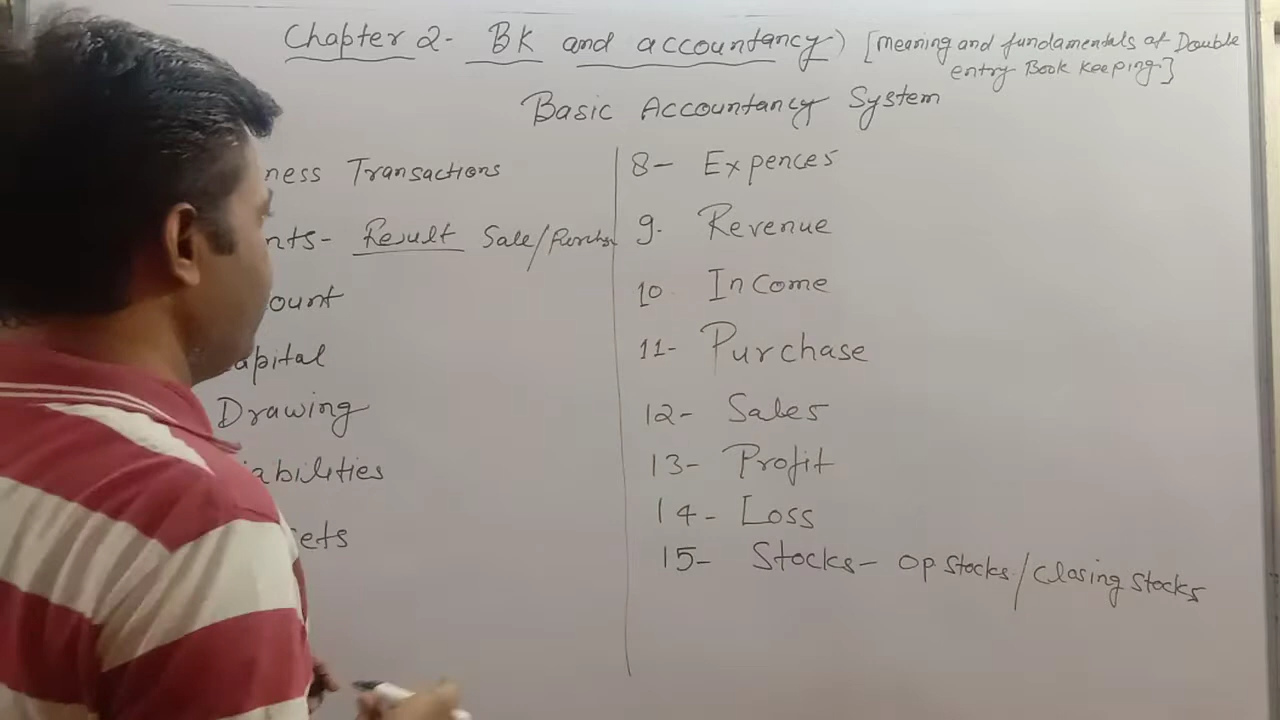 Chapter 2- BK and accountancy) [Meaning and fundamentals of Double
entry Book Keeping.]
Basic Accountancy System
ness Transactions
nts- Result Sale/Purchs
ount
apital
Drawing
abilities
ets
8- Expences
9. Revenue
10. Income
11- Purchase
12- Sales
13- Profit
14- Loss
15- Stocks- op stocks/closing stocks